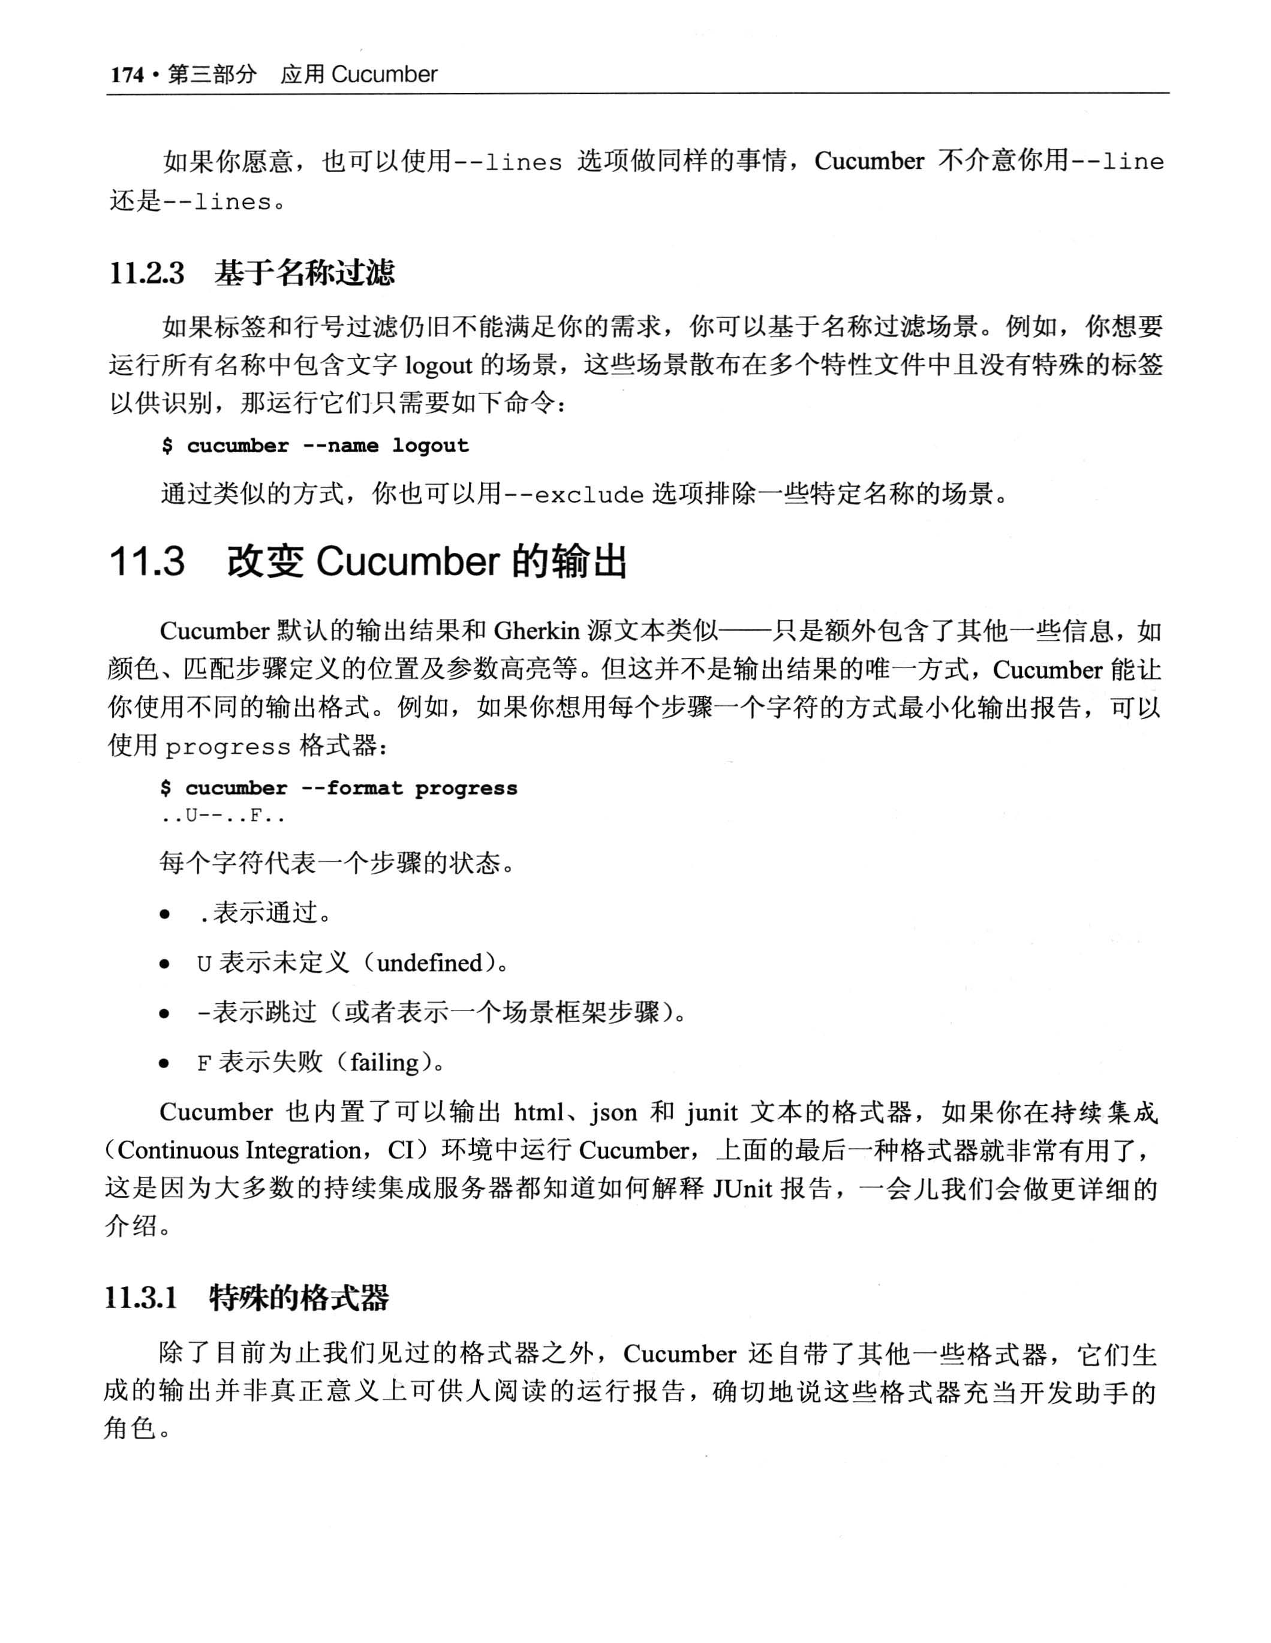 174·第三部分 应用 Cucumber
如果你愿意，也可以使用--lines 选项做同样的事情，Cucumber 不介意你用--line
还是--lines。
11.2.3 基于名称过滤
如果标签和行号过滤仍旧不能满足你的需求，你可以基于名称过滤场景。例如，你想要
运行所有名称中包含文字 logout 的场景，这些场景散布在多个特性文件中且没有特殊的标签
以供识别，那运行它们只需要如下命令：
$ cucumber --name logout
通过类似的方式，你也可以用--exclude 选项排除一些特定名称的场景。
11.3 改变 Cucumber 的输出
Cucumber 默认的输出结果和 Gherkin 源文本类似——只是额外包含了其他一些信息，如
颜色、匹配步骤定义的位置及参数高亮等。但这并不是输出结果的唯一方式，Cucumber 能让
你使用不同的输出格式。例如，如果你想用每个步骤一个字符的方式最小化输出报告，可以
使用 progress 格式器：
$ cucumber --format progress
..U--..F..
每个字符代表一个步骤的状态。
● .表示通过。
● U 表示未定义（undefined）。
● -表示跳过（或者表示一个场景框架步骤）。
● F 表示失败（failing）。
Cucumber 也内置了可以输出 html、json 和 junit 文本的格式器，如果你在持续集成
（Continuous Integration，CI）环境中运行 Cucumber，上面的最后一种格式器就非常有用了，
这是因为大多数的持续集成服务器都知道如何解释 JUnit 报告，一会儿我们会做更详细的
介绍。
11.3.1 特殊的格式器
除了目前为止我们见过的格式器之外，Cucumber 还自带了其他一些格式器，它们生
成的输出并非真正意义上可供人阅读的运行报告，确切地说这些格式器充当开发助手的
角色。